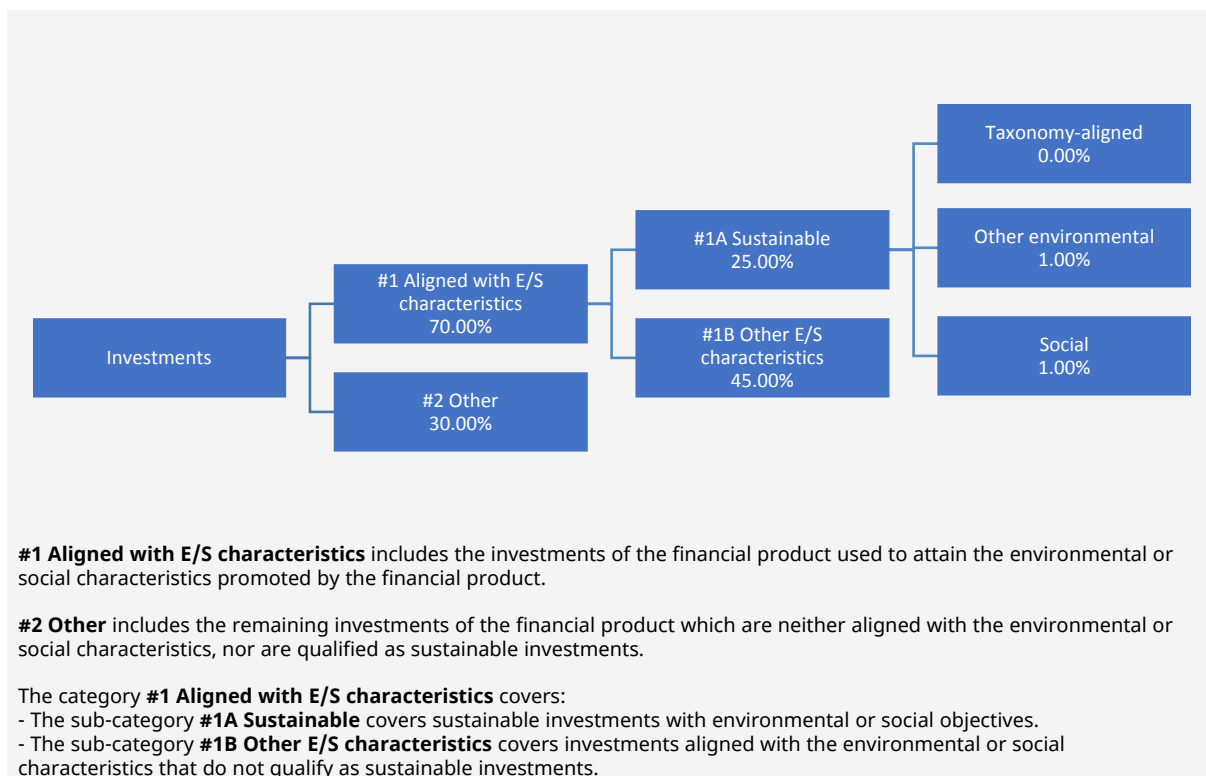 Investments
#1 Aligned with E/S
characteristics
70.00%
#2 Other
30.00%
#1A Sustainable
25.00%
#1B Other E/S
characteristics
45.00%
Taxonomy-aligned
0.00%
Other environmental
1.00%
Social
1.00%
#1 Aligned with E/S characteristics includes the investments of the financial product used to attain the environmental or
social characteristics promoted by the financial product.
#2 Other includes the remaining investments of the financial product which are neither aligned with the environmental or
social characteristics, nor are qualified as sustainable investments.
The category #1 Aligned with E/S characteristics covers:
- The sub-category #1A Sustainable covers sustainable investments with environmental or social objectives.
- The sub-category #1B Other E/S characteristics covers investments aligned with the environmental or social
characteristics that do not qualify as sustainable investments.